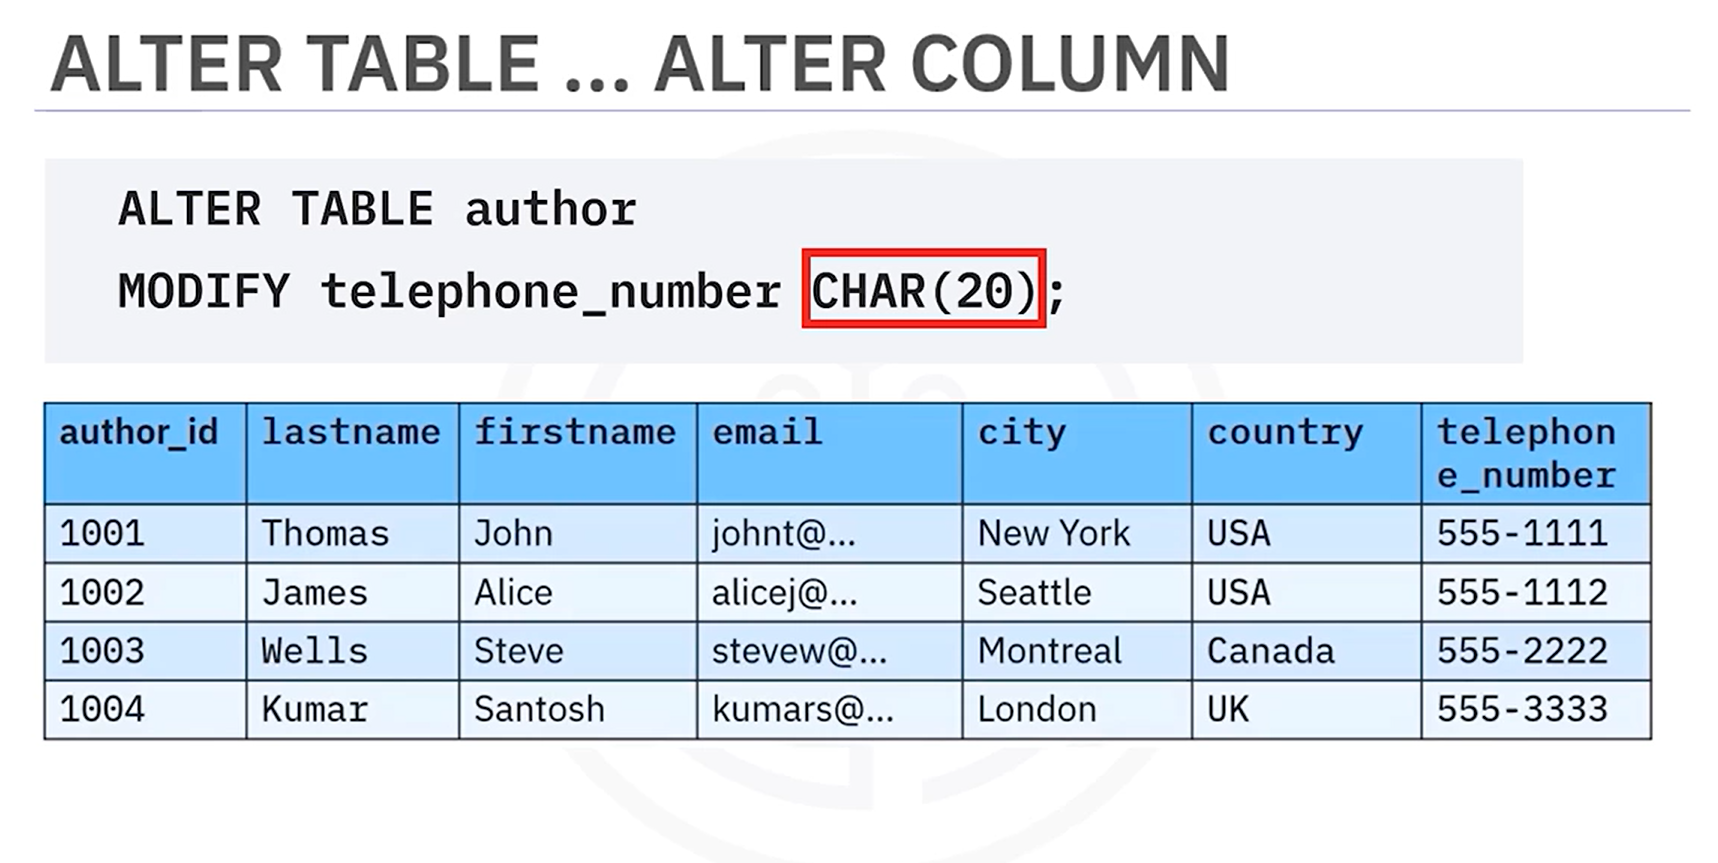 ALTER TABLE ... ALTER COLUMN
ALTER TABLE author
MODIFY telephone_number CHAR(20);
author_id lastname firstname email city country telephon
e_number
1001 Thomas John johnt@... New York USA 555-1111
1002 James Alice alicej@... Seattle USA 555-1112
1003 Wells Steve stevew@... Montreal Canada 555-2222
1004 Kumar Santosh kumars@... London UK 555-3333